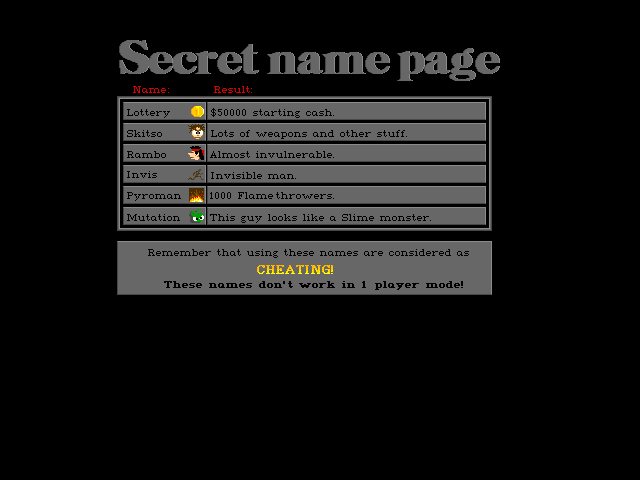 Secret name page
Name: Result:
Lottery $50000 starting cash.
Skitso Lots of weapons and other stuff.
Rambo Almost invulnerable.
Invis Invisible man.
Pyroman 1000 Flamethrowers.
Mutation This guy looks like a Slime monster.
Remember that using these names are considered as
CHEATING!
These names don't work in 1 player mode!